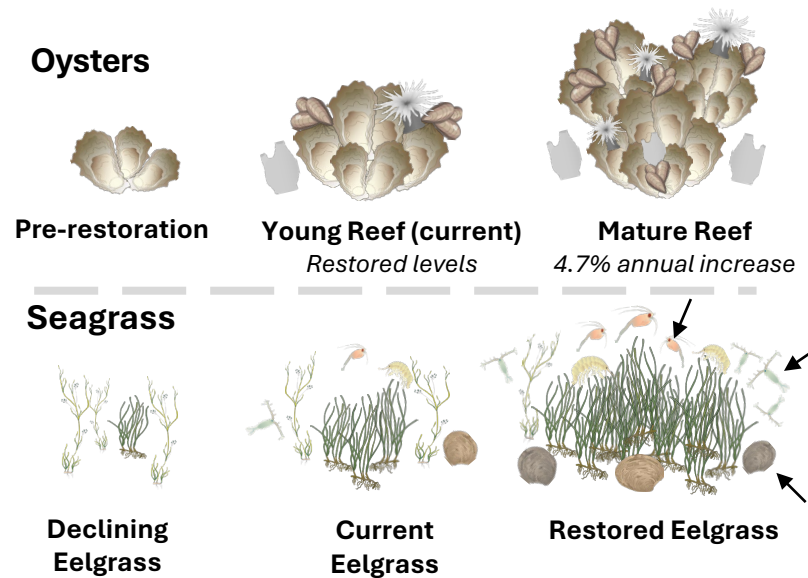 Oysters
Pre-restoration
Young Reef (current)
Restored levels
Mature Reef
4.7% annual increase
Seagrass
Declining
Eelgrass
Current
Eelgrass
Restored Eelgrass